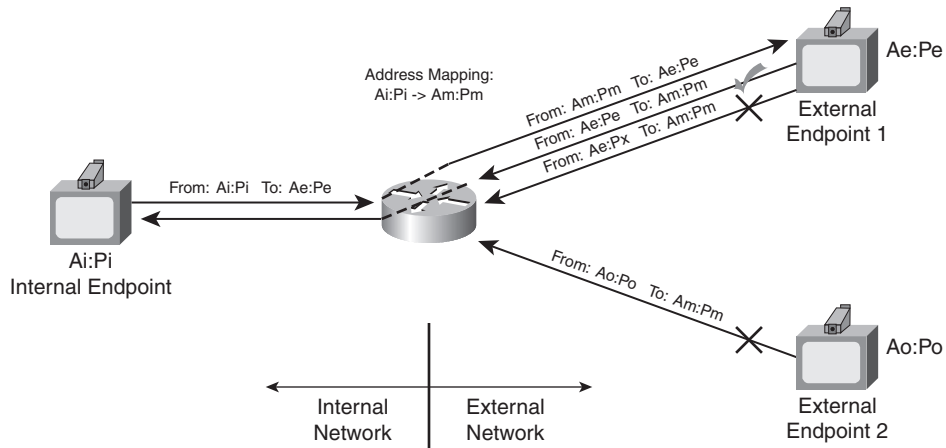 Ae:Pe
External
Endpoint 1
Address Mapping:
Ai:Pi -> Am:Pm
From: Am:Pm To: Ae:Pe
From: Ae:Pe To: Am:Pm
From: Ae:Px To: Am:Pm
From: Ai:Pi To: Ae:Pe
Ai:Pi
Internal Endpoint
From: Ao:Po To: Am:Pm
Ao:Po
External
Endpoint 2
Internal
Network
External
Network